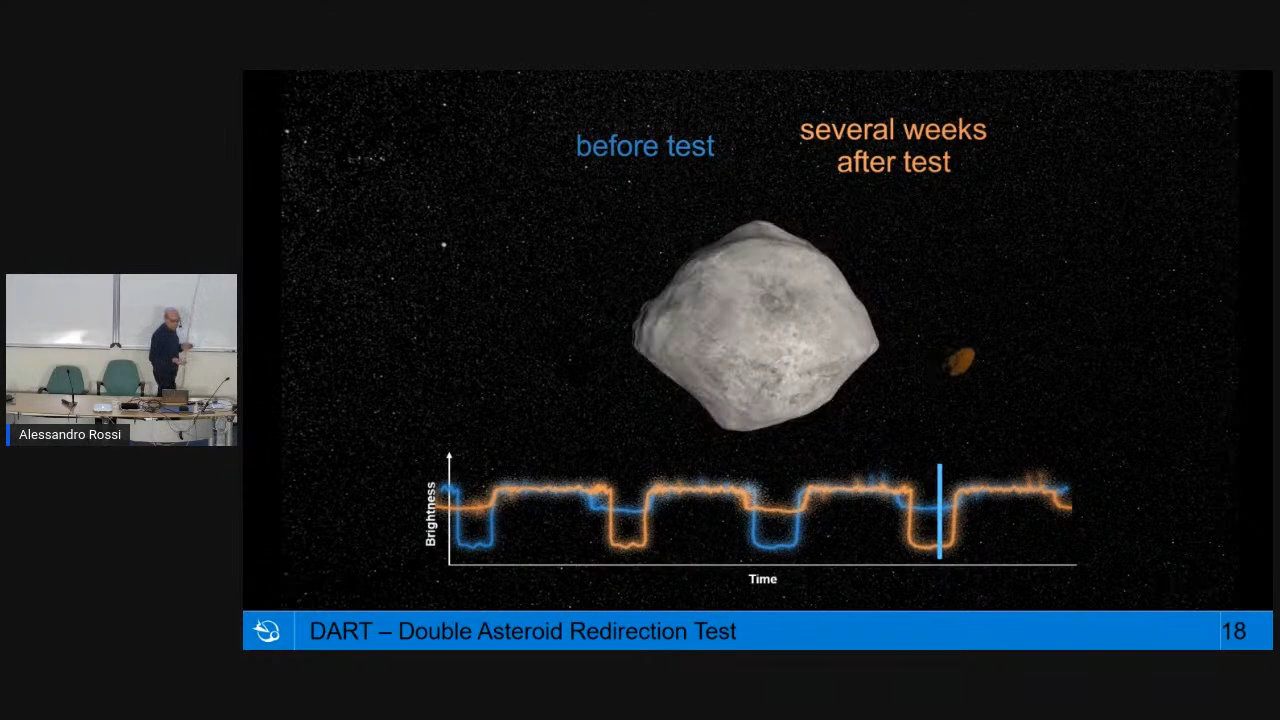 before test
several weeks
after test
Alessandro Rossi
Brightness
Time
DART – Double Asteroid Redirection Test
18